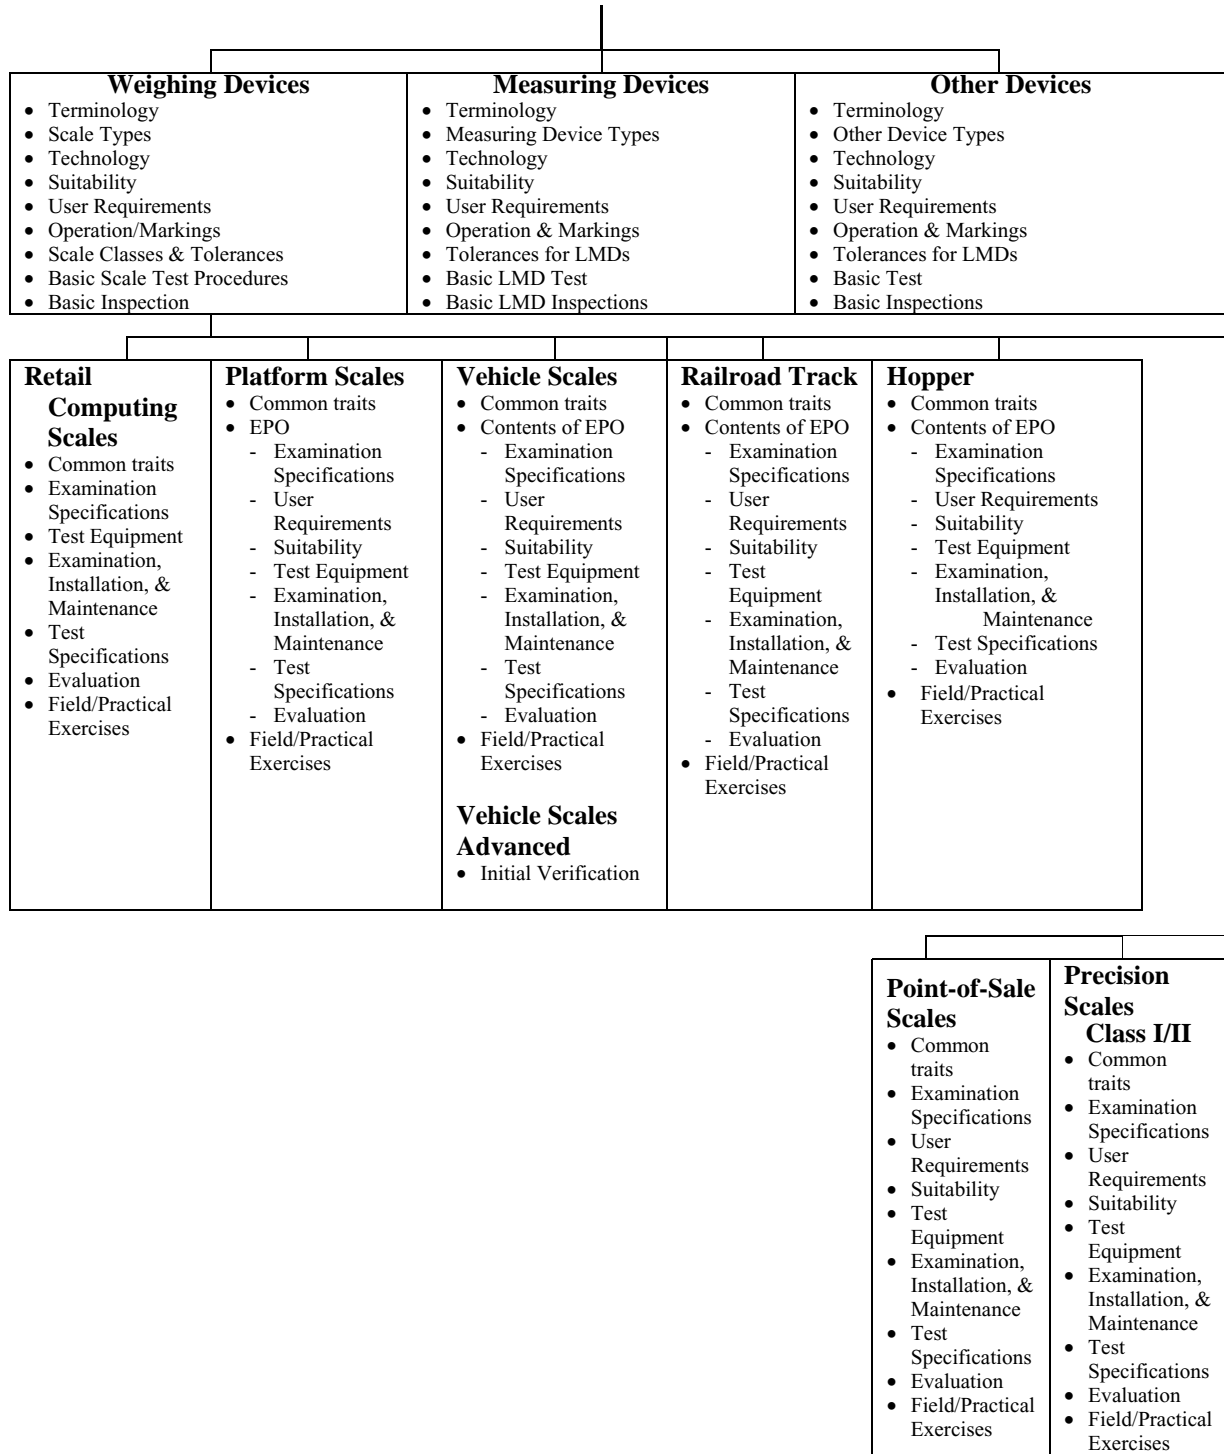 Weighing Devices
• Terminology
• Scale Types
• Technology
• Suitability
• User Requirements
• Operation/Markings
• Scale Classes & Tolerances
• Basic Scale Test Procedures
• Basic Inspection
Measuring Devices
• Terminology
• Measuring Device Types
• Technology
• Suitability
• User Requirements
• Operation & Markings
• Tolerances for LMDs
• Basic LMD Test
• Basic LMD Inspections
Other Devices
• Terminology
• Other Device Types
• Technology
• Suitability
• User Requirements
• Operation & Markings
• Tolerances for LMDs
• Basic Test
• Basic Inspections
Retail
Computing
Scales
• Common traits
• Examination
Specifications
• Test Equipment
• Examination,
Installation, &
Maintenance
• Test
Specifications
• Evaluation
• Field/Practical
Exercises
Platform Scales
• Common traits
• EPO
- Examination
Specifications
- User
Requirements
- Suitability
- Test Equipment
- Examination,
Installation, &
Maintenance
- Test
Specifications
- Evaluation
• Field/Practical
Exercises
Vehicle Scales
• Common traits
• Contents of EPO
- Examination
Specifications
- User
Requirements
- Suitability
- Test Equipment
- Examination,
Installation, &
Maintenance
- Test
Specifications
- Evaluation
• Field/Practical
Exercises
Vehicle Scales
Advanced
• Initial Verification
Railroad Track
• Common traits
• Contents of EPO
- Examination
Specifications
- User
Requirements
- Suitability
- Test
Equipment
- Examination,
Installation, &
Maintenance
- Test
Specifications
- Evaluation
• Field/Practical
Exercises
Hopper
• Common traits
• Contents of EPO
- Examination
Specifications
- User Requirements
- Suitability
- Test Equipment
- Examination,
Installation, &
Maintenance
- Test Specifications
- Evaluation
• Field/Practical
Exercises
Point-of-Sale
Scales
• Common
traits
• Examination
Specifications
• User
Requirements
• Suitability
• Test
Equipment
• Examination,
Installation, &
Maintenance
• Test
Specifications
• Evaluation
• Field/Practical
Exercises
Precision
Scales
Class I/II
• Common
traits
• Examination
Specifications
• User
Requirements
• Suitability
• Test
Equipment
• Examination,
Installation, &
Maintenance
• Test
Specifications
• Evaluation
• Field/Practical
Exercises